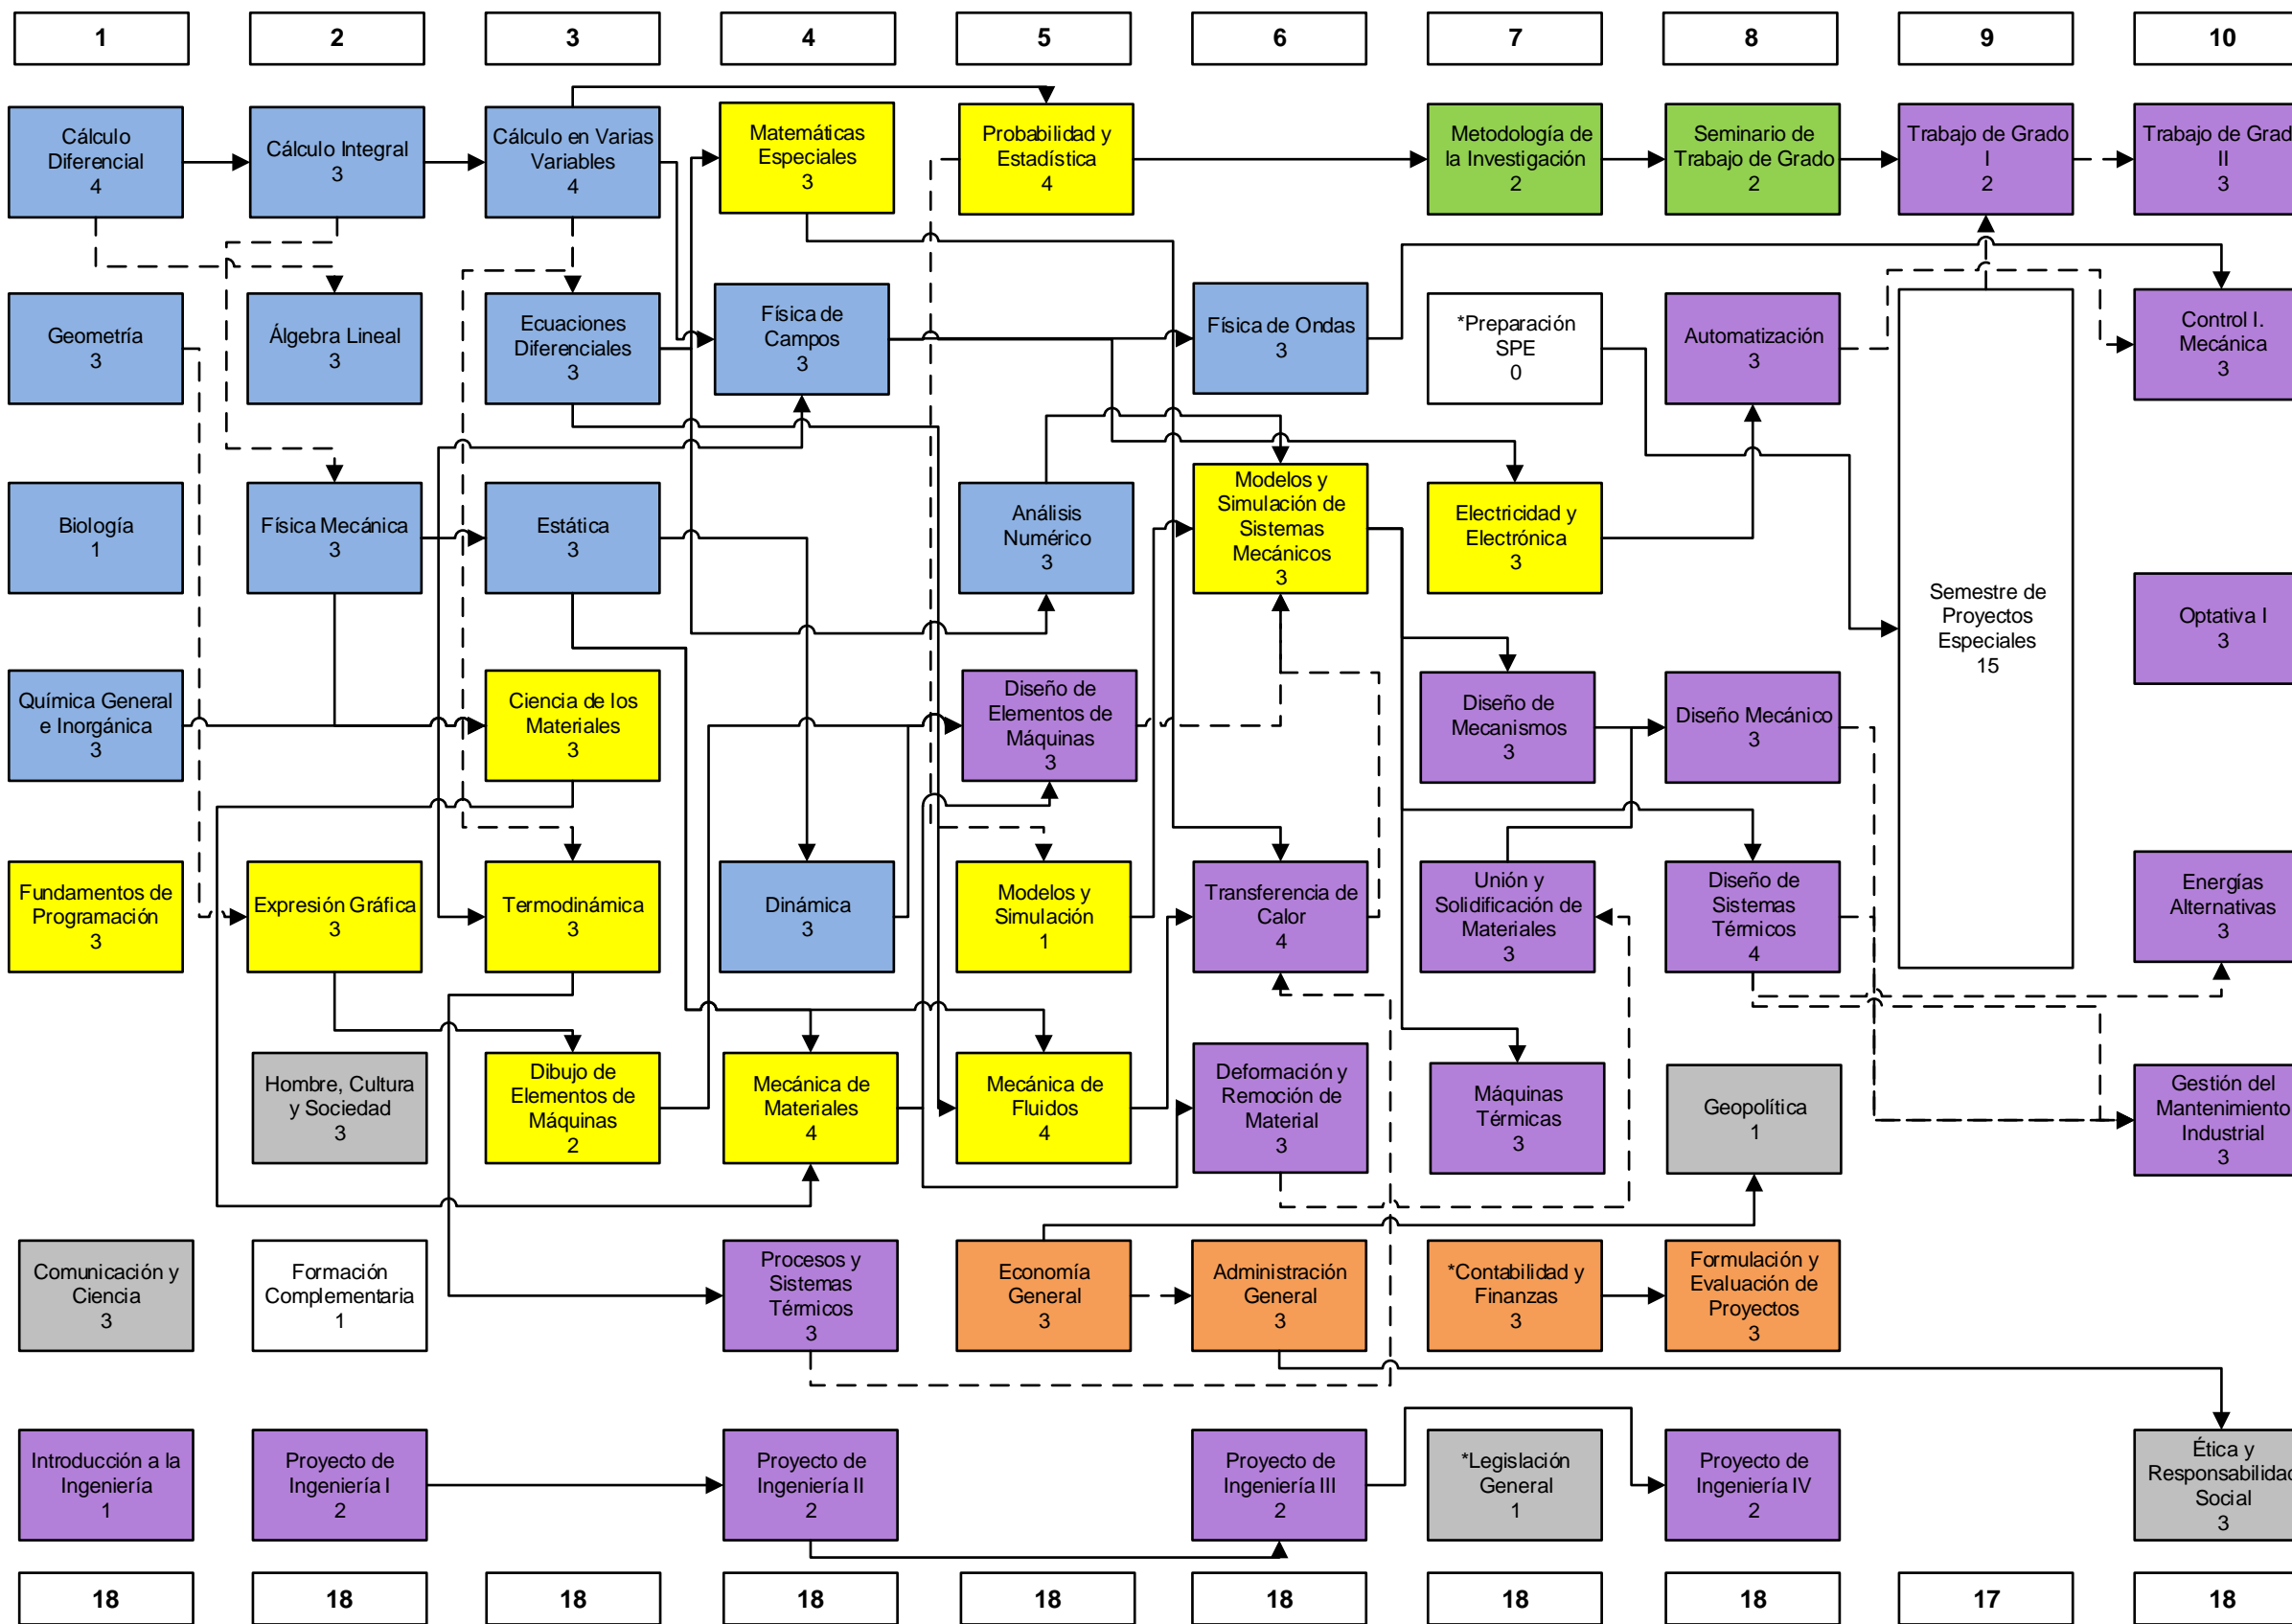 1
2
3
4
5
6
7
8
9
10
Cálculo
Diferencial
4
Cálculo Integral
3
Cálculo en Varias
Variables
4
Matemáticas
Especiales
3
Probabilidad y
Estadística
4
Metodología de
la Investigación
2
Seminario de
Trabajo de Grado
2
Trabajo de Grado
I
2
Trabajo de Grad
II
3
Geometría
3
Álgebra Lineal
3
Ecuaciones
Diferenciales
3
Física de
Campos
3
Física de Ondas
3
*Preparación
SPE
0
Automatización
3
Control I.
Mecánica
3
Biología
1
Física Mecánica
3
Estática
3
Análisis
Numérico
3
Modelos y
Simulación de
Sistemas
Mecánicos
3
Electricidad y
Electrónica
3
Semestre de
Proyectos
Especiales
15
Optativa I
3
Química General
e Inorgánica
3
Ciencia de los
Materiales
3
Diseño de
Elementos de
Máquinas
3
Diseño de
Mecanismos
3
Diseño Mecánico
3
Fundamentos de
Programación
3
Expresión Gráfica
3
Termodinámica
3
Dinámica
3
Modelos y
Simulación
1
Transferencia de
Calor
4
Unión y
Solidificación de
Materiales
3
Diseño de
Sistemas
Térmicos
4
Energías
Alternativas
3
Hombre, Cultura
y Sociedad
3
Dibujo de
Elementos de
Máquinas
2
Mecánica de
Materiales
4
Mecánica de
Fluidos
4
Deformación y
Remoción de
Material
3
Máquinas
Térmicas
3
Geopolítica
1
Gestión del
Mantenimiento
Industrial
3
Comunicación y
Ciencia
3
Formación
Complementaria
1
Procesos y
Sistemas
Térmicos
3
Economía
General
3
Administración
General
3
*Contabilidad y
Finanzas
3
Formulación y
Evaluación de
Proyectos
3
Introducción a la
Ingeniería
1
Proyecto de
Ingeniería I
2
Proyecto de
Ingeniería II
2
Proyecto de
Ingeniería III
2
*Legislación
General
1
Proyecto de
Ingeniería IV
2
Ética y
Responsabilidad
Social
3
18
18
18
18
18
18
18
18
17
18